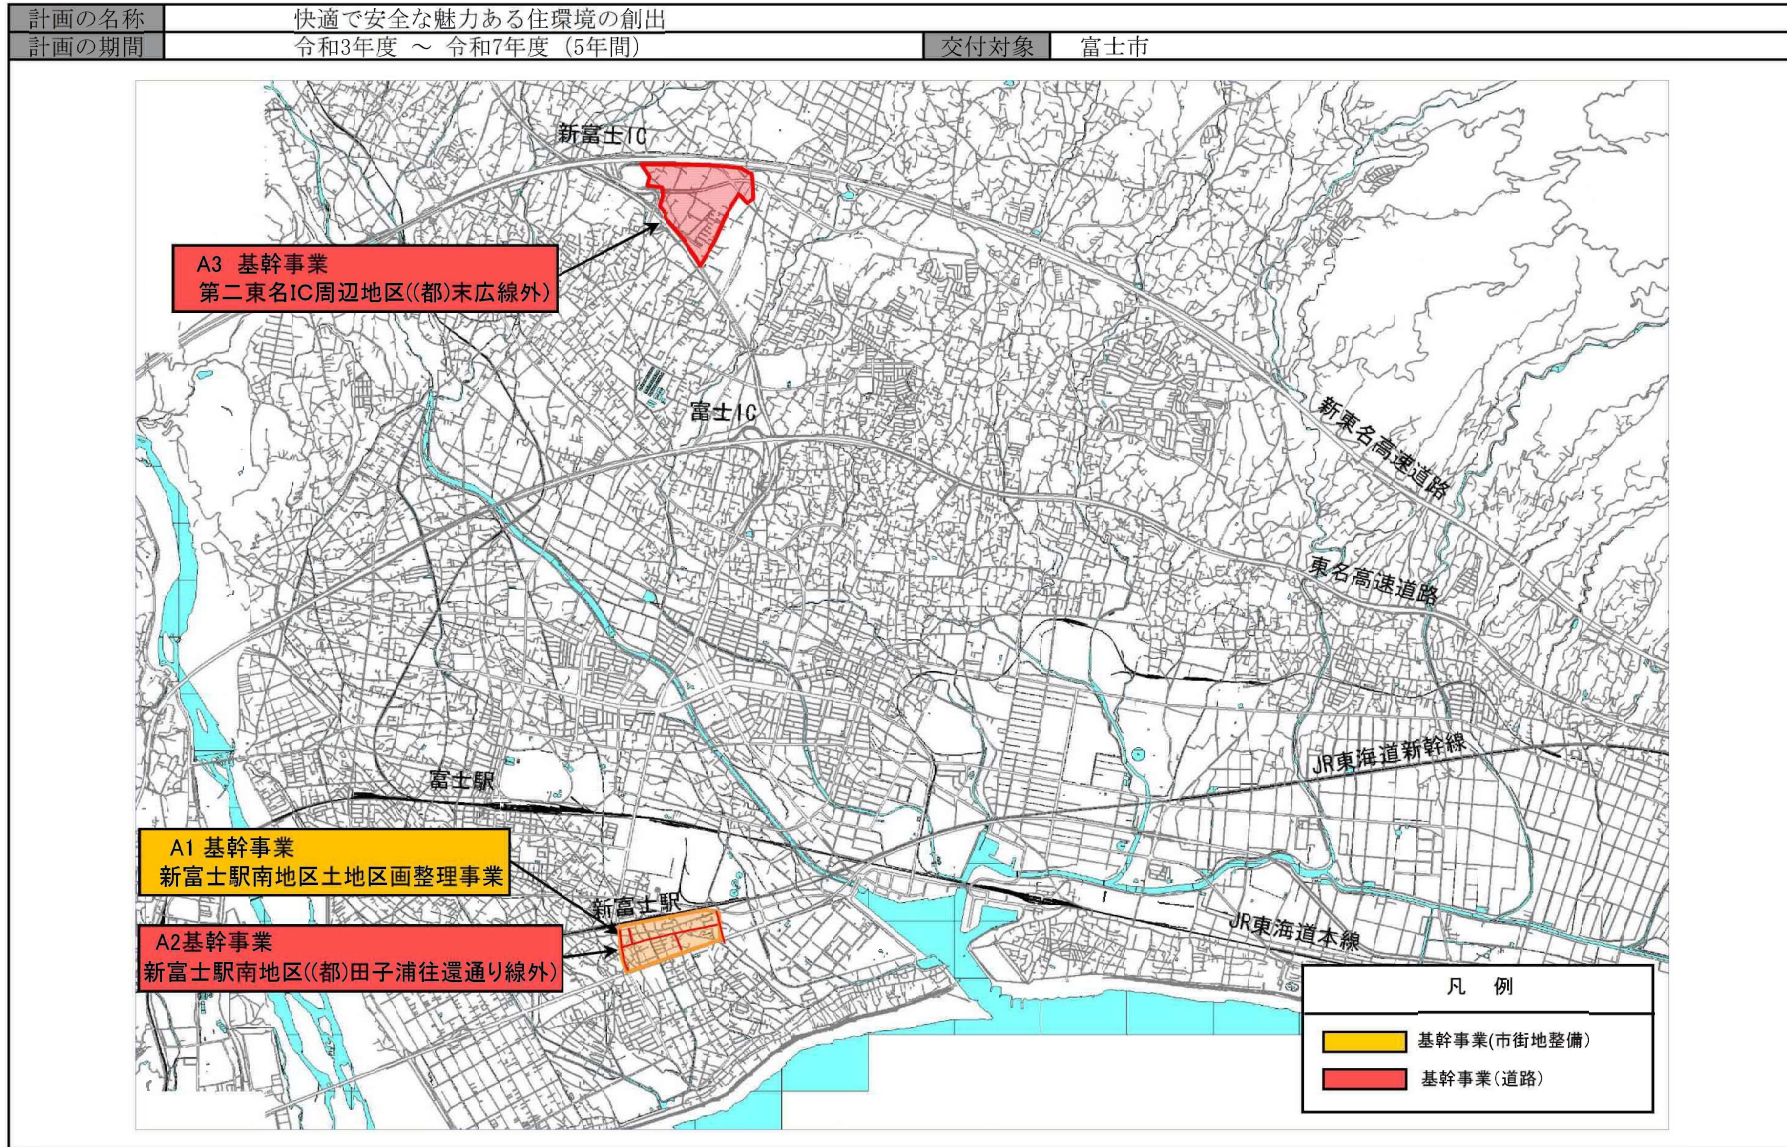 計画の名称 快適で安全な魅力ある住環境の創出
計画の期間 令和3年度 ～ 令和7年度 (5年間) 交付対象 富士市
新富士IC
A3 基幹事業
第二東名IC周辺地区((都)末広線外)
富士IC
新東名高速道路
東名高速道路
JR東海道新幹線
富士駅
A1 基幹事業
新富士駅南地区土地区画整理事業
新富士駅
A2基幹事業
新富士駅南地区((都)田子浦往還通り線外)
JR東海道本線
凡 例
基幹事業(市街地整備)
基幹事業(道路)